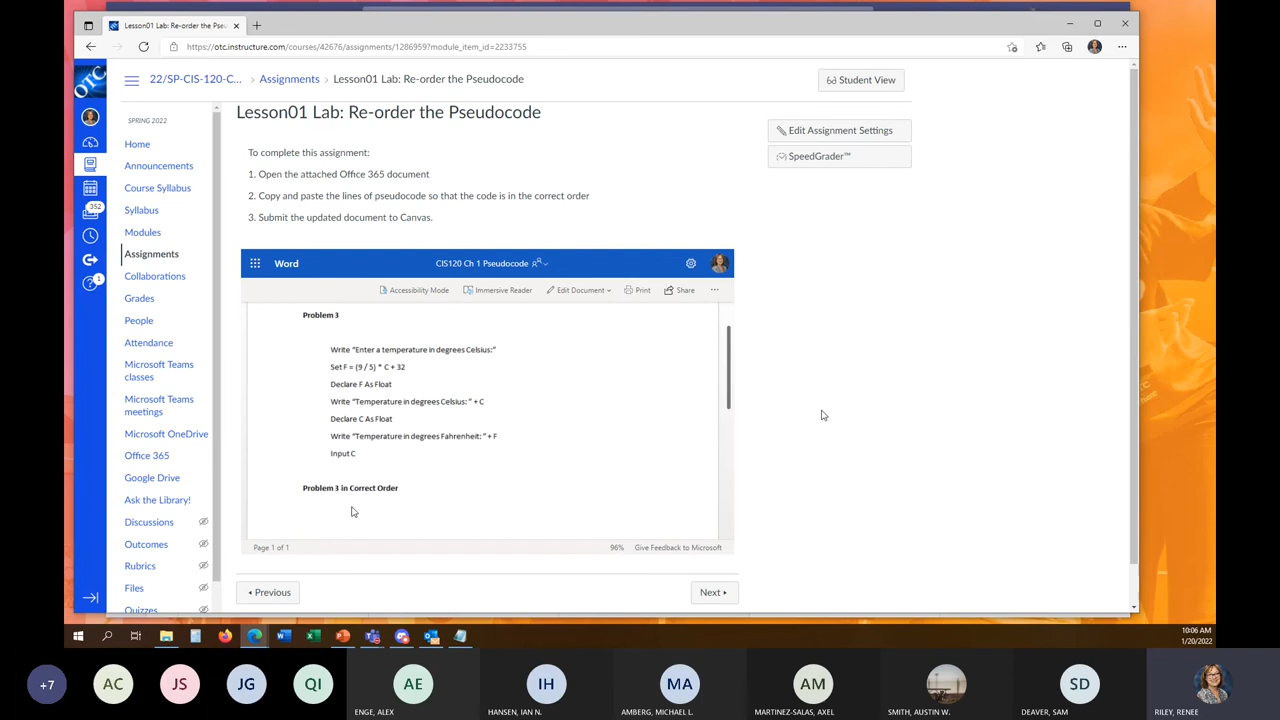 Lesson01 Lab: Re-order the Pseu
https://otc.instructure.com/courses/42676/assignments/1286959?module_item_id=2233755
OTC
22/SP-CIS-120-C... > Assignments > Lesson01 Lab: Re-order the Pseudocode
Student View
SPRING 2022
Home
Announcements
Course Syllabus
Syllabus
Modules
Assignments
Collaborations
Grades
People
Attendance
Microsoft Teams
classes
Microsoft Teams
meetings
Microsoft OneDrive
Office 365
Google Drive
Ask the Library!
Discussions
Outcomes
Rubrics
Files
Quizzes
352
1
Lesson01 Lab: Re-order the Pseudocode
Edit Assignment Settings
SpeedGrader™
To complete this assignment:
1. Open the attached Office 365 document
2. Copy and paste the lines of pseudocode so that the code is in the correct order
3. Submit the updated document to Canvas.
Word
CIS120 Ch 1 Pseudocode
Accessibility Mode
Immersive Reader
Edit Document
Print
Share
Problem 3
Write "Enter a temperature in degrees Celsius:"
Set F = (9 / 5) * C + 32
Declare F As Float
Write "Temperature in degrees Celsius: " + C
Declare C As Float
Write "Temperature in degrees Fahrenheit: " + F
Input C
Problem 3 in Correct Order
Page 1 of 1
96%
Give Feedback to Microsoft
Previous
Next
10:06 AM
1/20/2022
+7
AC
JS
JG
QI
AE
IH
MA
AM
SD
ENGE, ALEX
HANSEN, IAN N.
AMBERG, MICHAEL L.
MARTINEZ-SALAS, AXEL
SMITH, AUSTIN W.
DEAVER, SAM
RILEY, RENEE